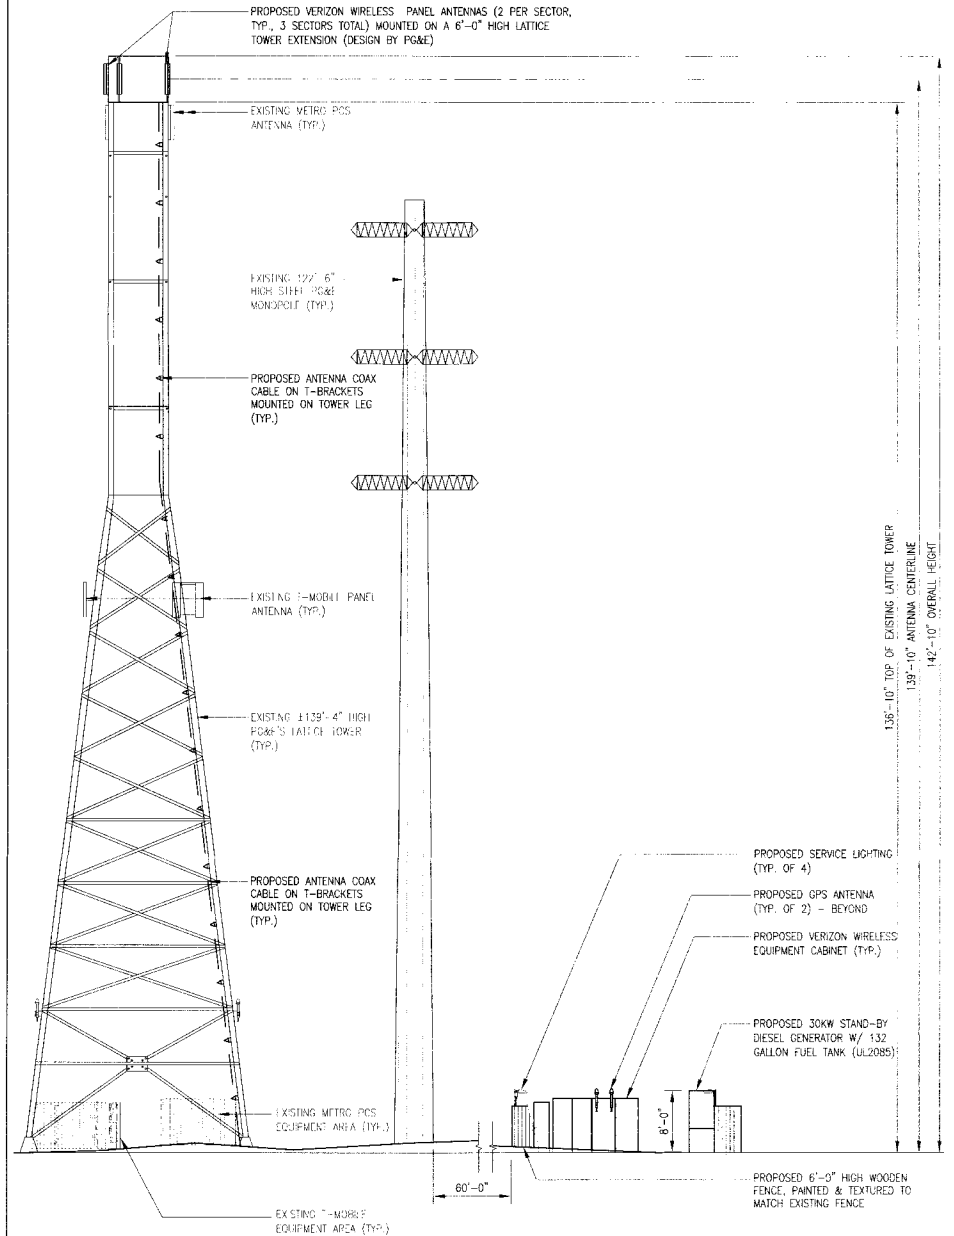 PROPOSED VERIZON WIRELESS PANEL ANTENNAS (2 PER SECTOR,
TYP., 3 SECTORS TOTAL) MOUNTED ON A 6'-0" HIGH LATTICE
TOWER EXTENSION (DESIGN BY PG&E)
EXISTING METRO PCS
ANTENNA (TYP.)
EXISTING 122'-6"
HIGH STEEL PG&E
MONOPOLE (TYP.)
PROPOSED ANTENNA COAX
CABLE ON T-BRACKETS
MOUNTED ON TOWER LEG
(TYP.)
EXISTING T-MOBILE PANEL
ANTENNA (TYP.)
EXISTING ±139'-4" HIGH
PG&E'S LATTICE TOWER
(TYP.)
136'-10" TOP OF EXISTING LATTICE TOWER
139'-10" ANTENNA CENTERLINE
142'-10" OVERALL HEIGHT
PROPOSED ANTENNA COAX
CABLE ON T-BRACKETS
MOUNTED ON TOWER LEG
(TYP.)
PROPOSED SERVICE LIGHTING
(TYP. OF 4)
PROPOSED GPS ANTENNA
(TYP. OF 2) - BEYOND
PROPOSED VERIZON WIRELESS
EQUIPMENT CABINET (TYP.)
PROPOSED 30KW STAND-BY
DIESEL GENERATOR W/ 132
GALLON FUEL TANK (UL2085)
EXISTING METRO PCS
EQUIPMENT AREA (TYP.)
8'-0"
60'-0"
PROPOSED 6'-0" HIGH WOODEN
FENCE, PAINTED & TEXTURED TO
MATCH EXISTING FENCE
EXISTING T-MOBILE
EQUIPMENT AREA (TYP.)